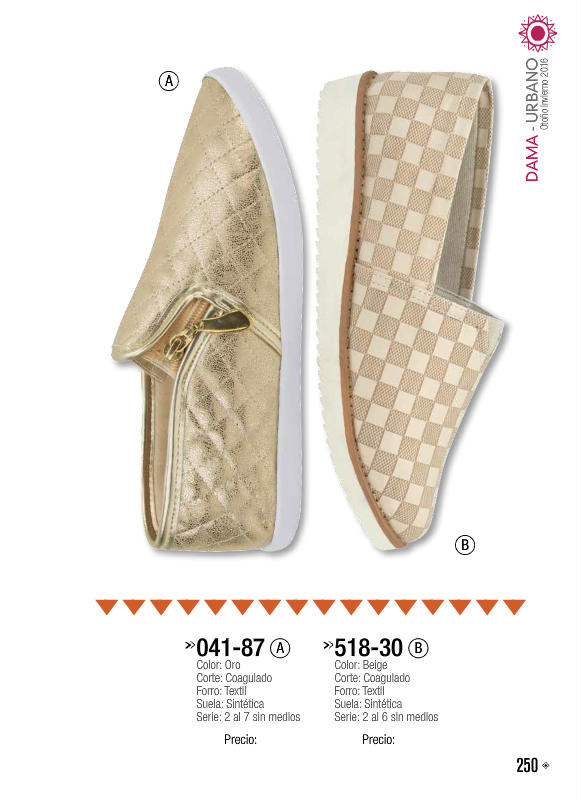 A
DAMA - URBANO
Otoño Invierno 2016
B
041-87 A
Color: Oro
Corte: Coagulado
Forro: Textil
Suela: Sintética
Serie: 2 al 7 sin medios
Precio:
518-30 B
Color: Beige
Corte: Coagulado
Forro: Textil
Suela: Sintética
Serie: 2 al 6 sin medios
Precio:
250